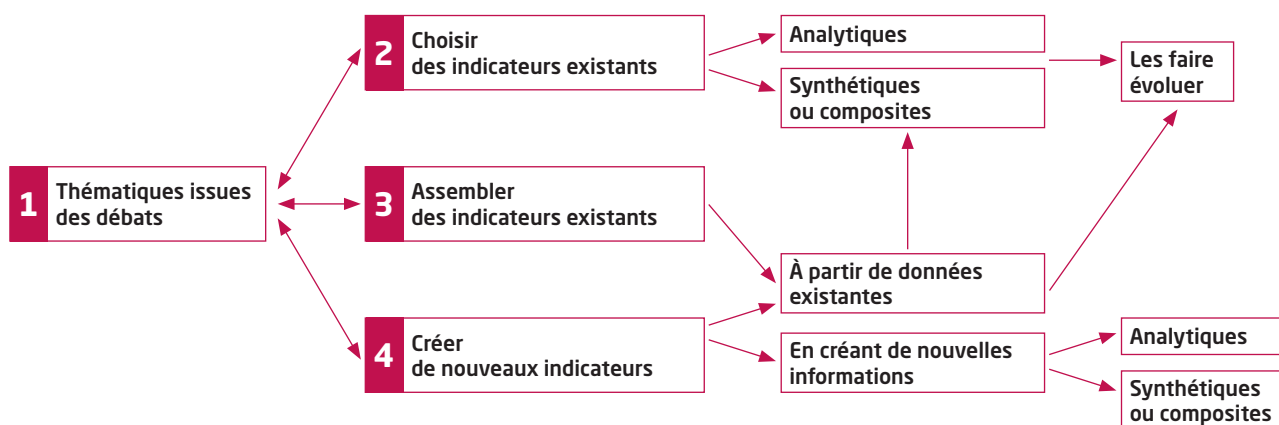 1
Thématiques issues
des débats
2
Choisir
des indicateurs existants
3
Assembler
des indicateurs existants
4
Créer
de nouveaux indicateurs
Analytiques
Synthétiques
ou composites
Les faire
évoluer
À partir de données
existantes
En créant de nouvelles
informations
Analytiques
Synthétiques
ou composites